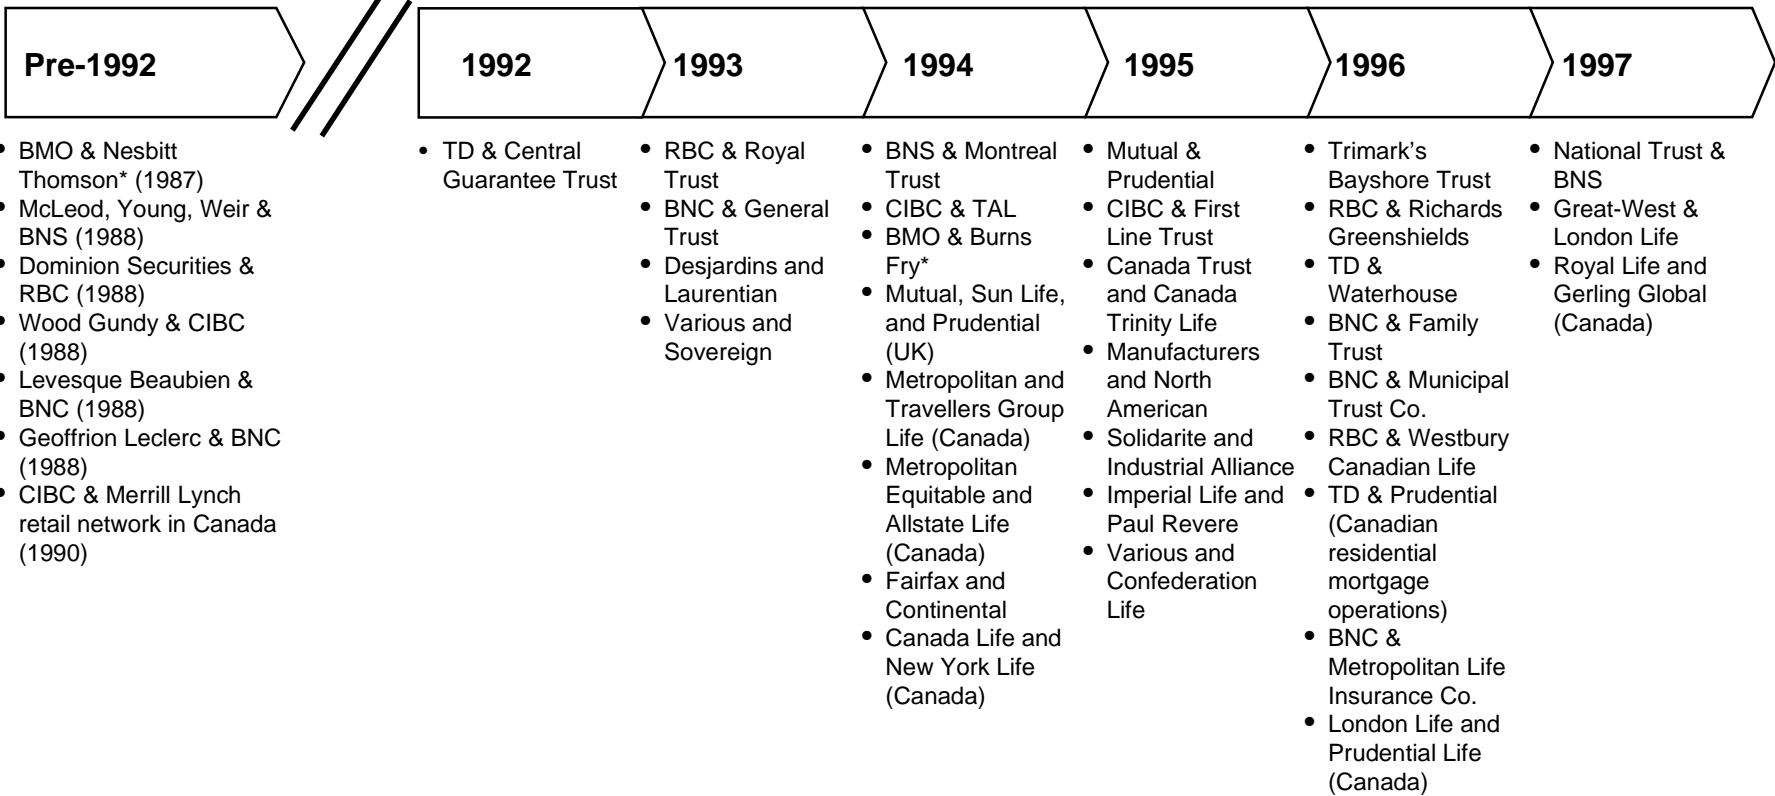 Pre-1992
1992
1993
1994
1995
1996
1997
• BMO & Nesbitt
Thomson* (1987)
• McLeod, Young, Weir &
BNS (1988)
• Dominion Securities &
RBC (1988)
• Wood Gundy & CIBC
(1988)
• Levesque Beaubien &
BNC (1988)
• Geoffrion Leclerc & BNC
(1988)
• CIBC & Merrill Lynch
retail network in Canada
(1990)
• TD & Central
Guarantee Trust
• RBC & Royal
Trust
• BNC & General
Trust
• Desjardins and
Laurentian
• Various and
Sovereign
• BNS & Montreal
Trust
• CIBC & TAL
• BMO & Burns
Fry*
• Mutual, Sun Life,
and Prudential
(UK)
• Metropolitan and
Travellers Group
Life (Canada)
• Metropolitan
Equitable and
Allstate Life
(Canada)
• Fairfax and
Continental
• Canada Life and
New York Life
(Canada)
• Mutual &
Prudential
• CIBC & First
Line Trust
• Canada Trust
and Canada
Trinity Life
• Manufacturers
and North
American
• Solidarite and
Industrial Alliance
• Imperial Life and
Paul Revere
• Various and
Confederation
Life
• Trimark's
Bayshore Trust
• RBC & Richards
Greenshields
• TD &
Waterhouse
• BNC & Family
Trust
• BNC & Municipal
Trust Co.
• RBC & Westbury
Canadian Life
• TD & Prudential
(Canadian
residential
mortgage
operations)
• BNC &
Metropolitan Life
Insurance Co.
• London Life and
Prudential Life
(Canada)
• National Trust &
BNS
• Great-West &
London Life
• Royal Life and
Gerling Global
(Canada)